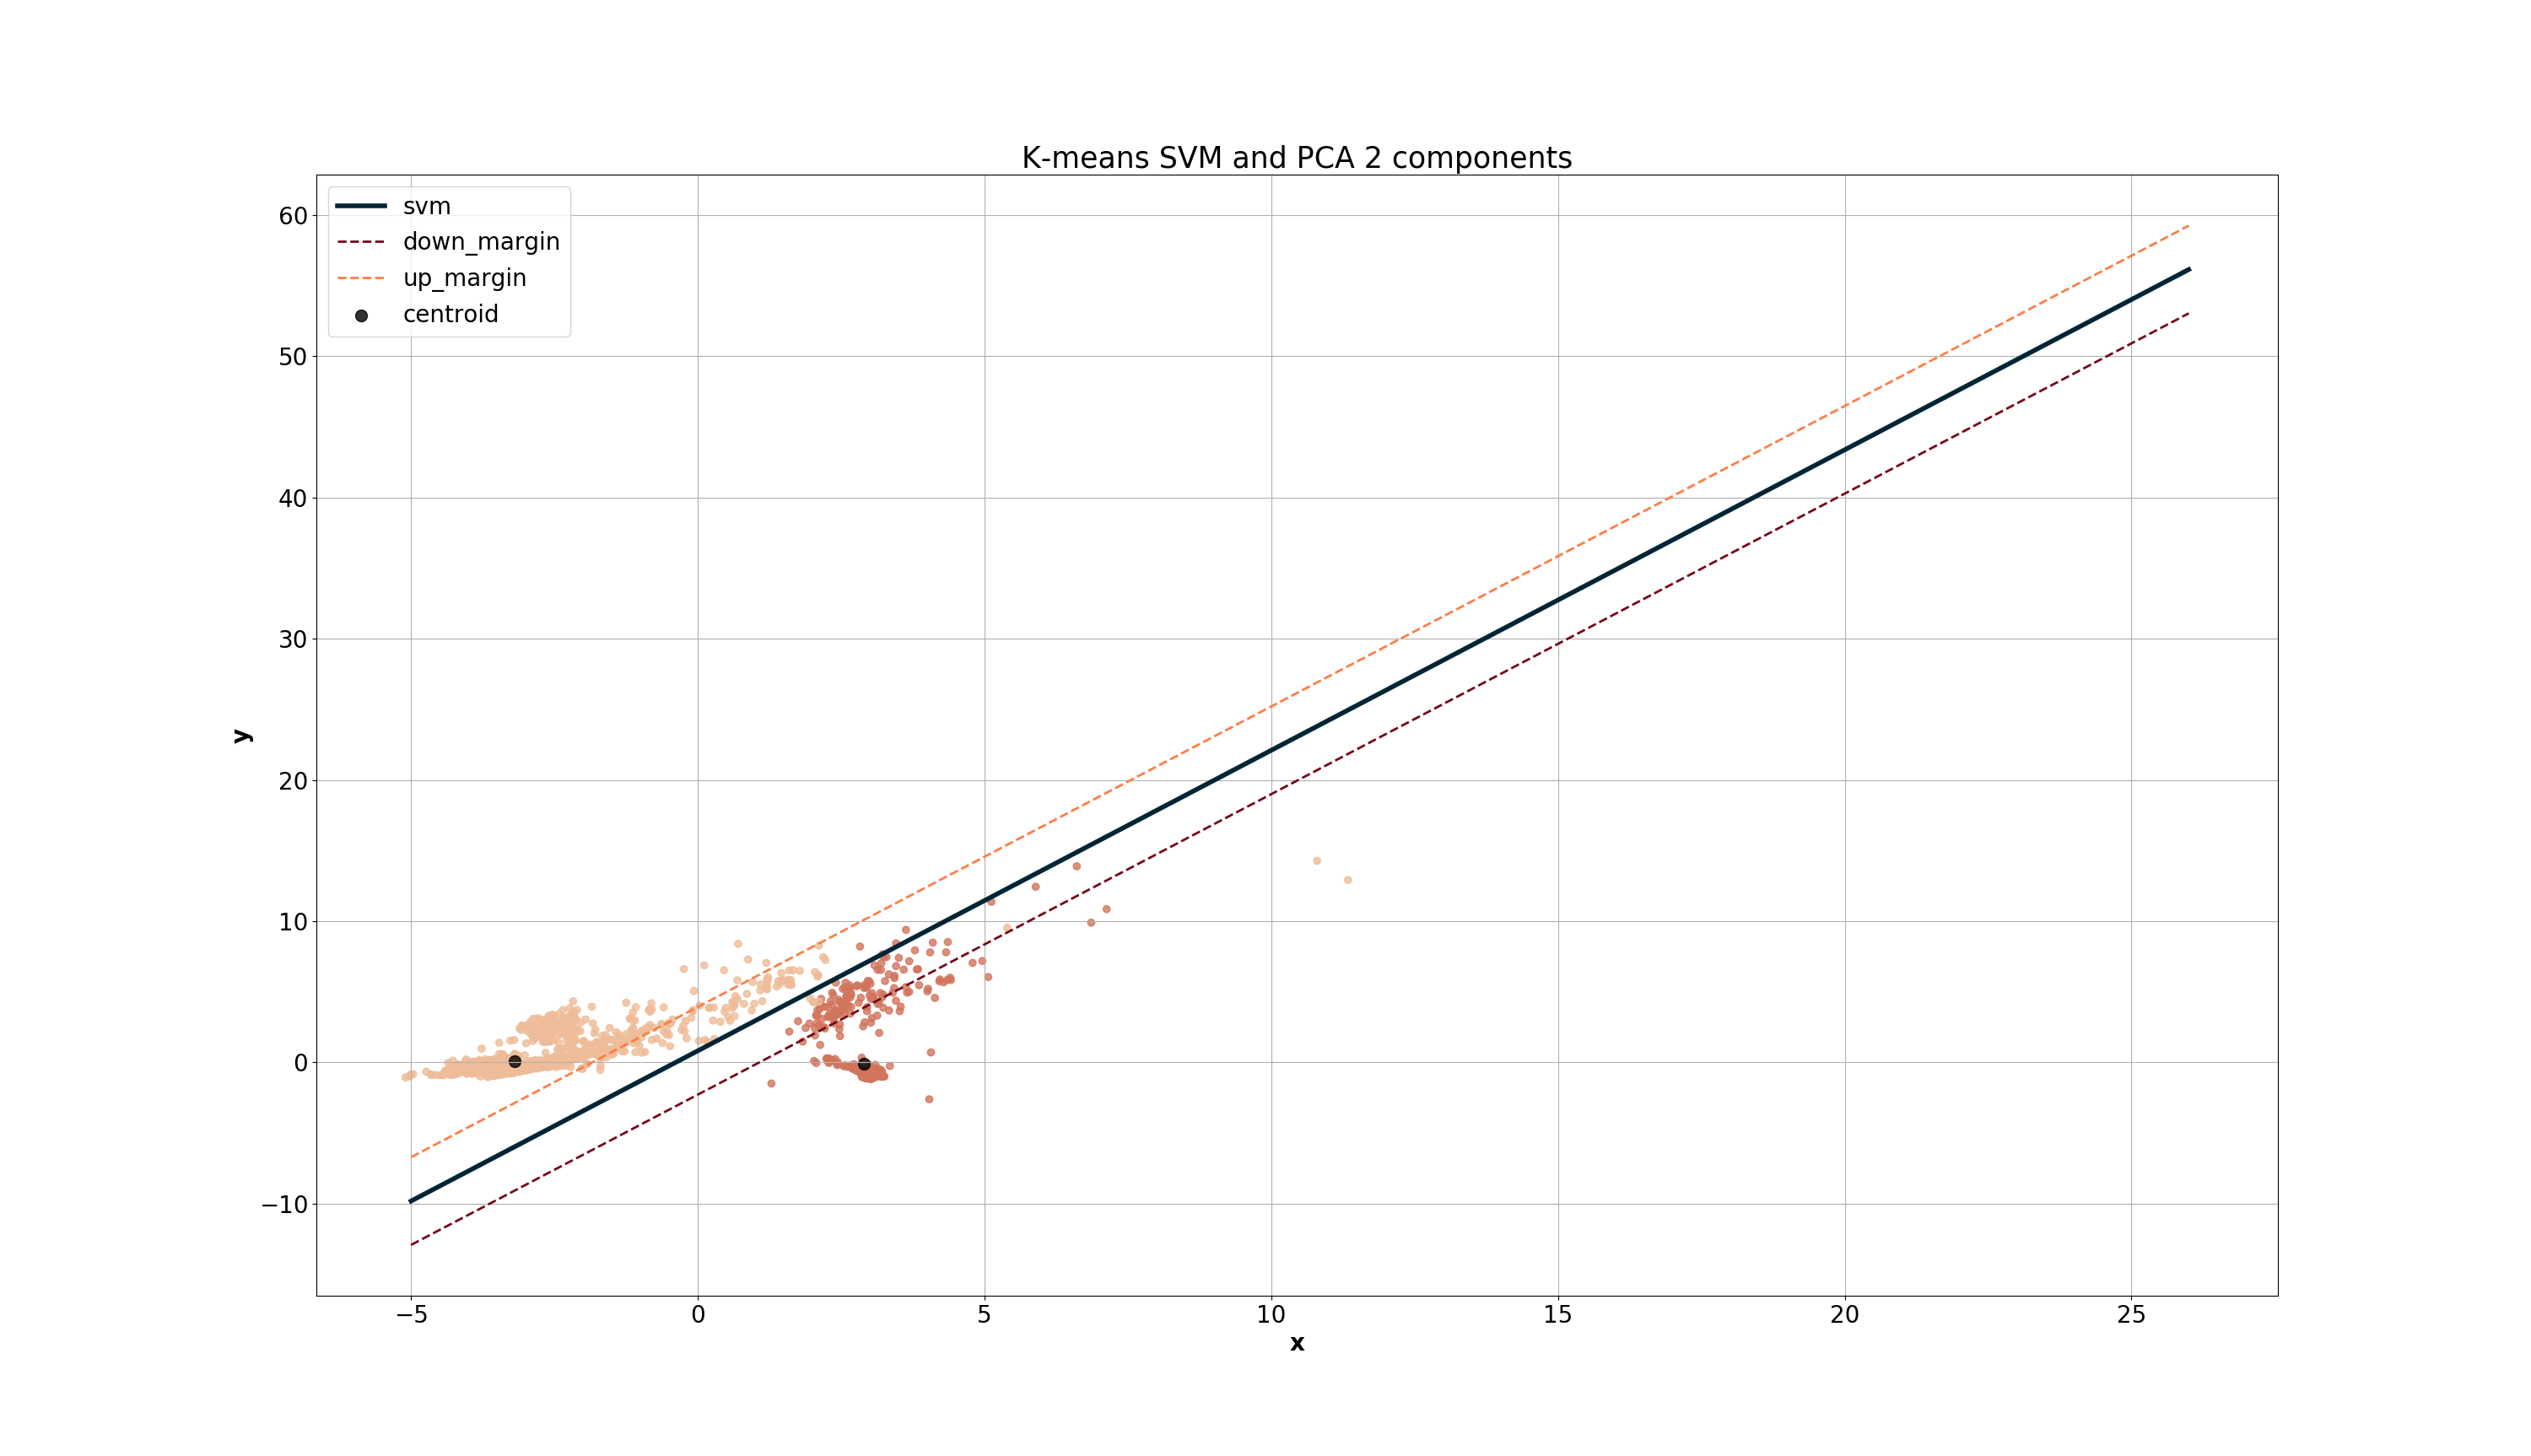 K-means SVM and PCA 2 components
svm
down_margin
up_margin
centroid
60
50
40
30
20
10
0
−10
y
−5 0 5 10 15 20 25
x